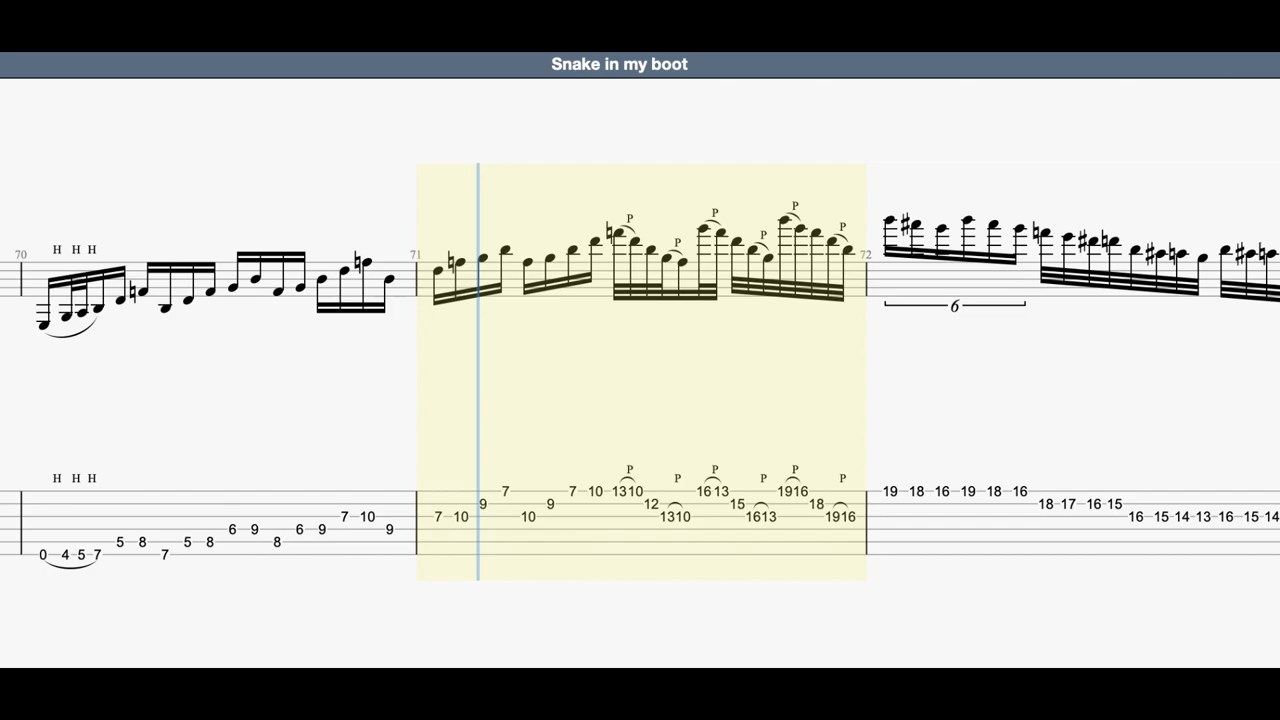 Snake in my boot
70 H H H 71 P P P P P P 72
6
H H H P P P P P P
7 7 10 13 10 16 13 19 16 19 18 16 19 18 16
9 9 12 15 18 18 17 16 15
7 10 7 10 10 13 10 16 13 19 16 16 15 14 13 16 15 14
6 9 6 9 9
5 8 5 8 8
0 4 5 7 7